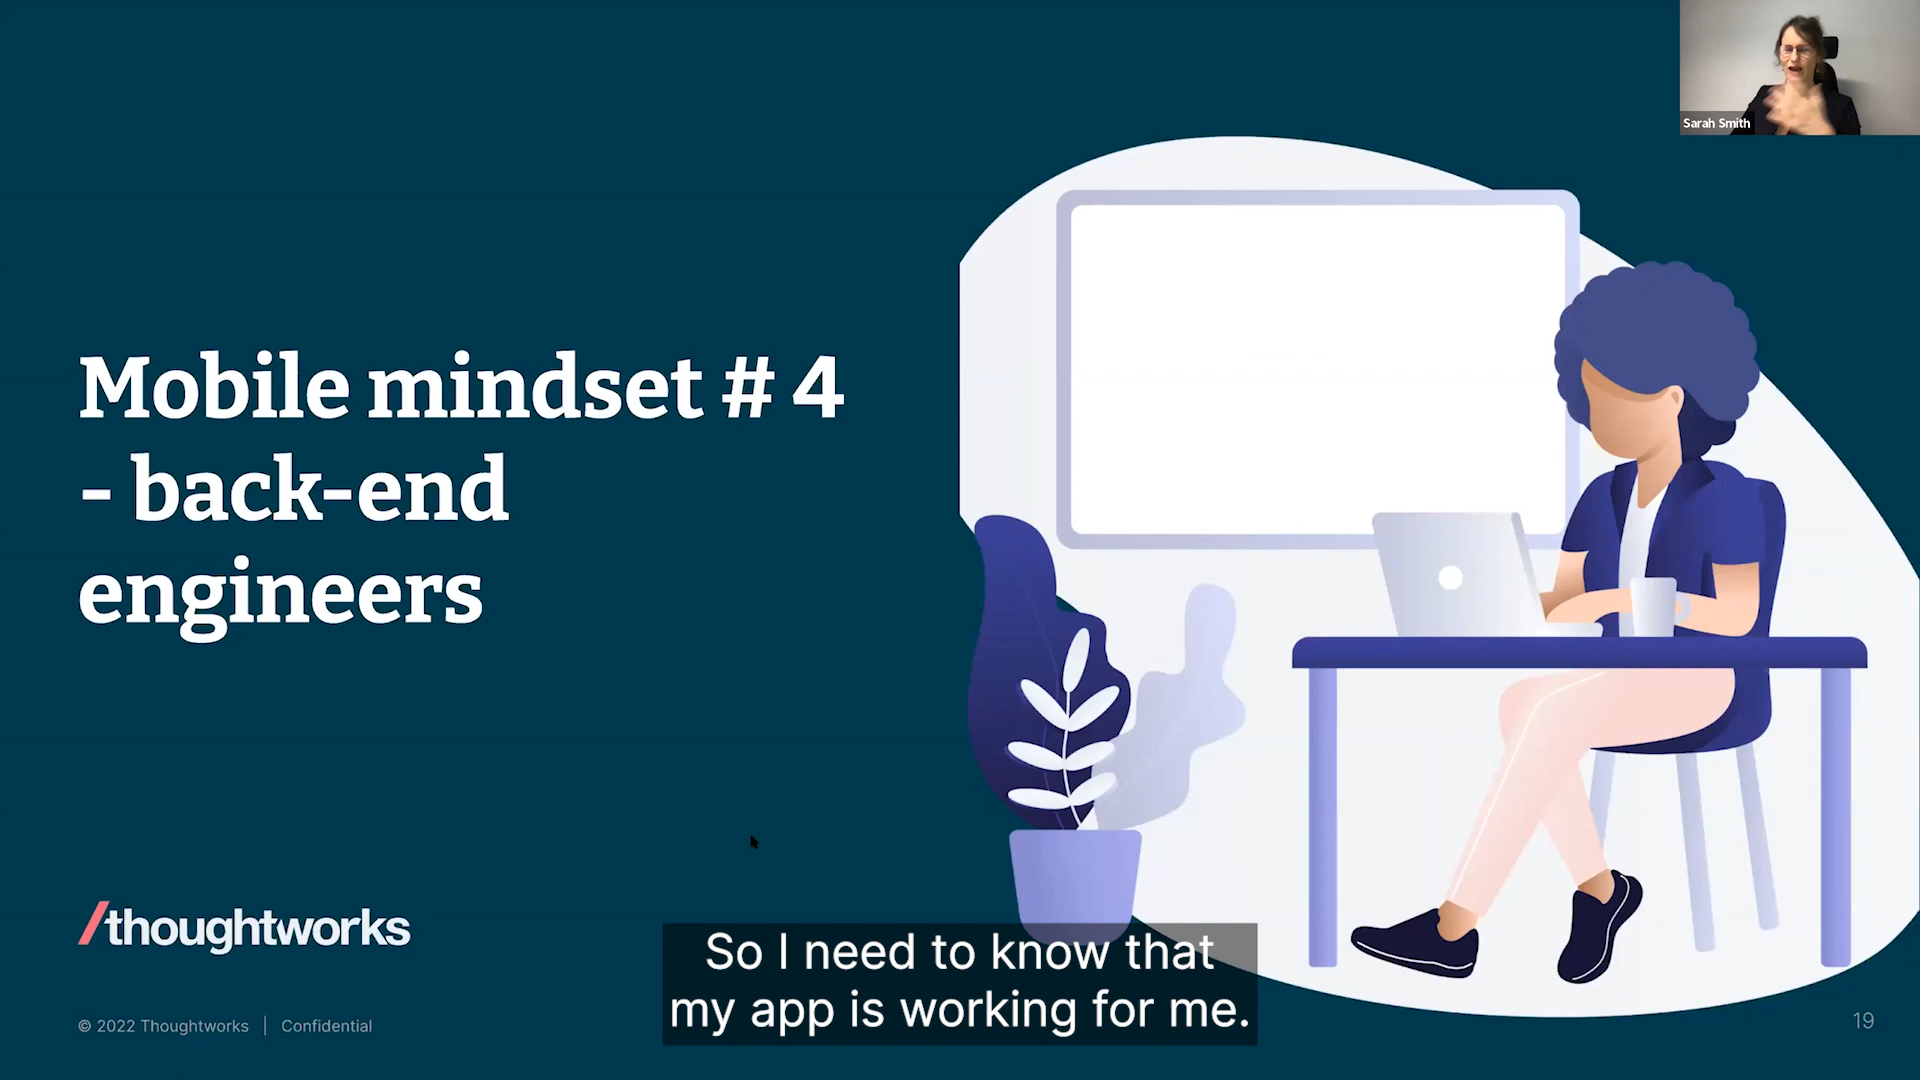 Sarah Smith
Mobile mindset # 4
- back-end
engineers
/thoughtworks
So I need to know that
my app is working for me.
© 2022 Thoughtworks | Confidential
19